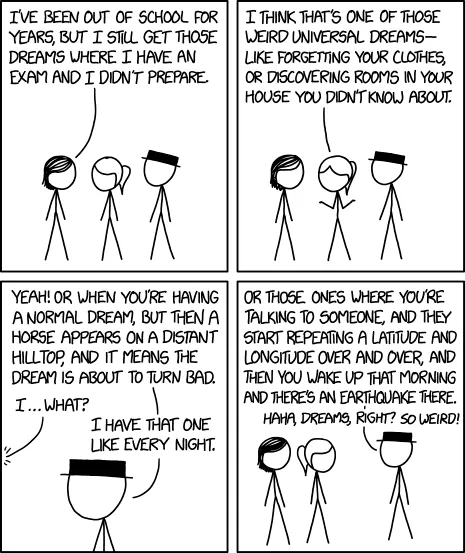 I'VE BEEN OUT OF SCHOOL FOR
YEARS, BUT I STILL GET THOSE
DREAMS WHERE I HAVE AN
EXAM AND I DIDN'T PREPARE.
I THINK THAT'S ONE OF THOSE
WEIRD UNIVERSAL DREAMS—
LIKE FORGETTING YOUR CLOTHES,
OR DISCOVERING ROOMS IN YOUR
HOUSE YOU DIDN'T KNOW ABOUT.
YEAH! OR WHEN YOU'RE HAVING
A NORMAL DREAM, BUT THEN A
HORSE APPEARS ON A DISTANT
HILLTOP, AND IT MEANS THE
DREAM IS ABOUT TO TURN BAD.
I...WHAT?
I HAVE THAT ONE
LIKE EVERY NIGHT.
OR THOSE ONES WHERE YOU'RE
TALKING TO SOMEONE, AND THEY
START REPEATING A LATITUDE AND
LONGITUDE OVER AND OVER, AND
THEN YOU WAKE UP THAT MORNING
AND THERE'S AN EARTHQUAKE THERE.
HAHA, DREAMS, RIGHT? SO WEIRD!